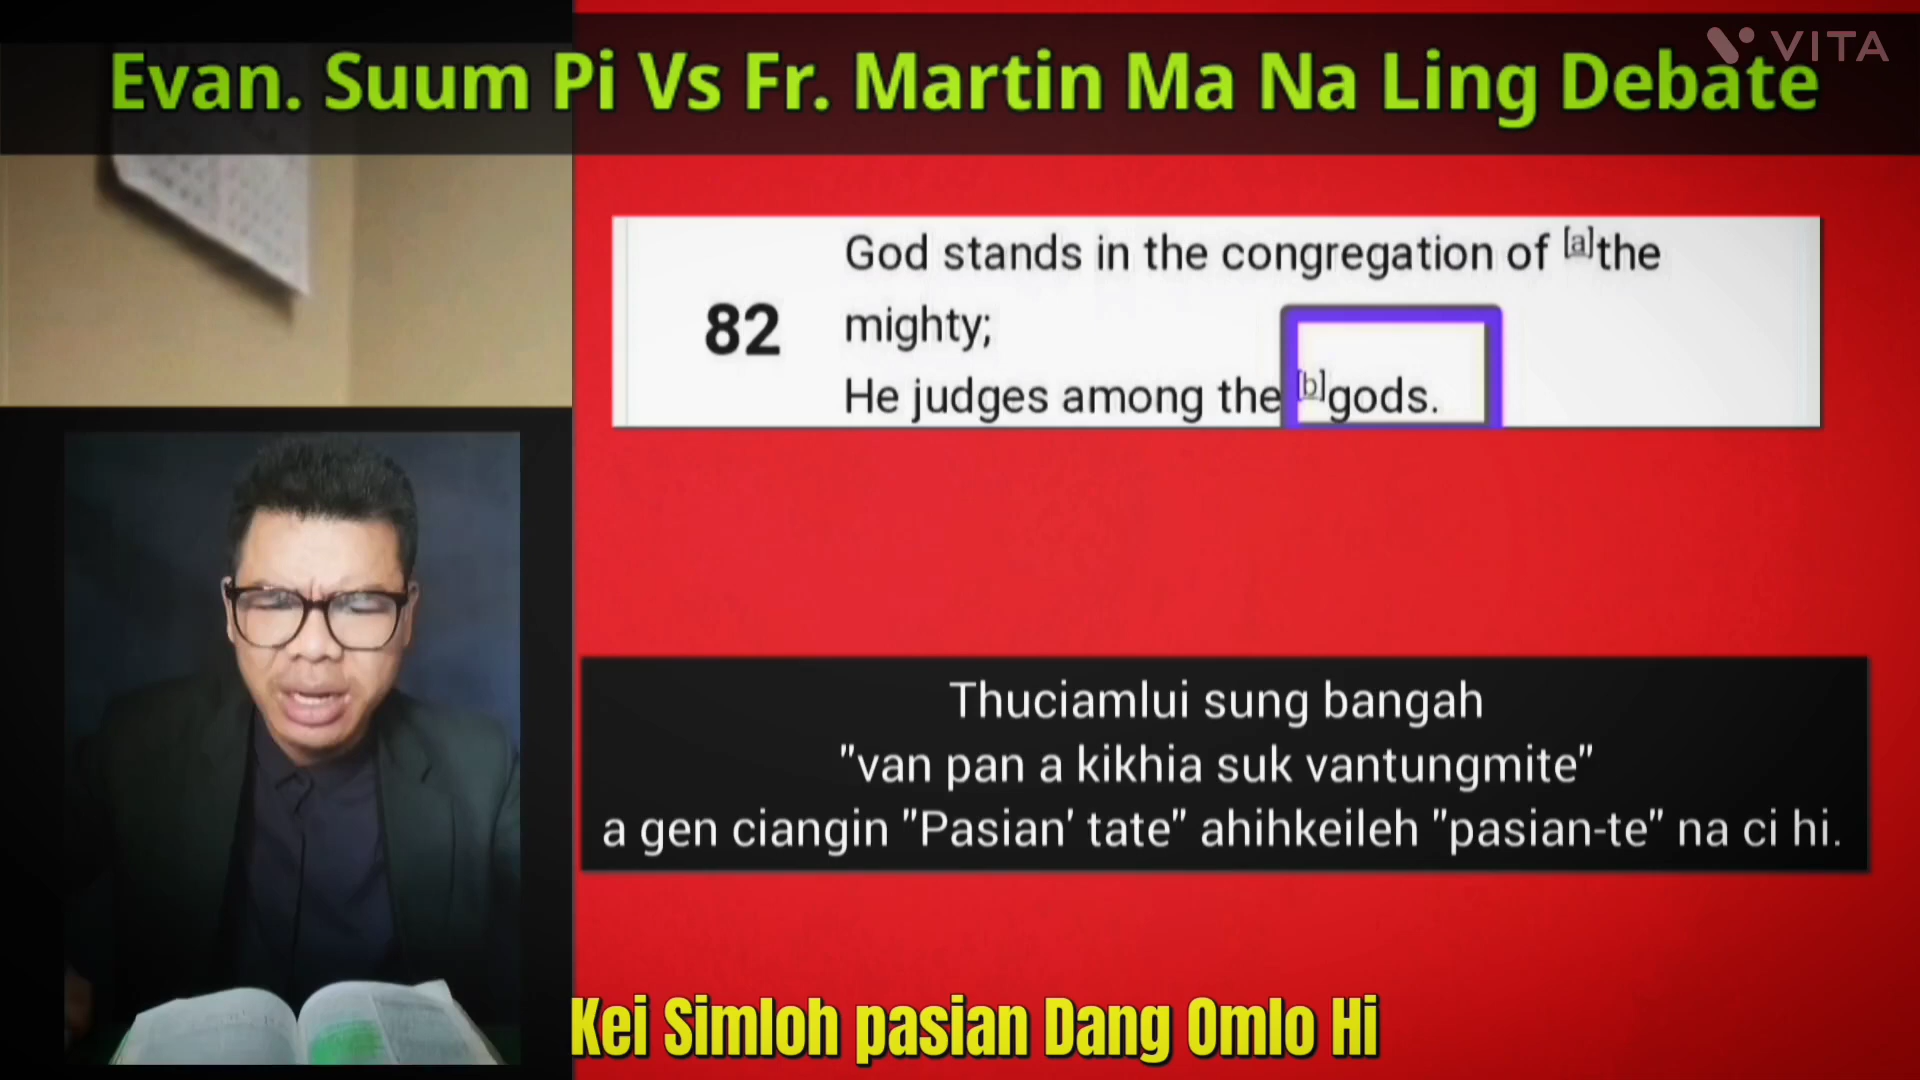 VITA
Evan. Suum Pi Vs Fr. Martin Ma Na Ling Debate
82
God stands in the congregation of [a]the
mighty;
He judges among the [b]gods.
Thuciamlui sung bangah
"van pan a kikhia suk vantungmite"
a gen ciangin "Pasian' tate" ahihkeileh "pasian-te" na ci hi.
Kei Simloh pasian Dang Omlo Hi